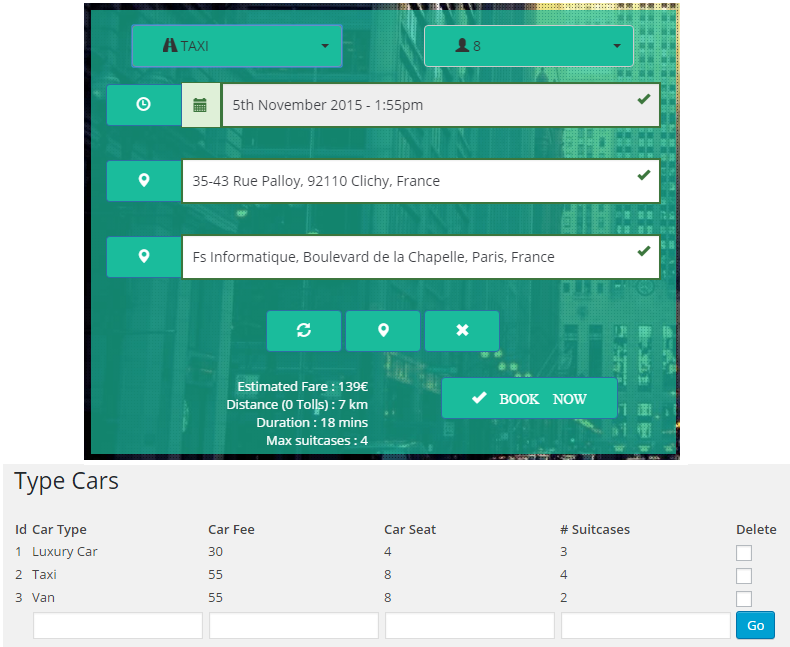 TAXI
8
5th November 2015 - 1:55pm
35-43 Rue Palloy, 92110 Clichy, France
Fs Informatique, Boulevard de la Chapelle, Paris, France
Estimated Fare : 139€
Distance (0 Tolls) : 7 km
Duration : 18 mins
Max suitcases : 4
BOOK NOW
Type Cars
Id Car Type Car Fee Car Seat # Suitcases Delete
1 Luxury Car 30 4 3
2 Taxi 55 8 4
3 Van 55 8 2
Go